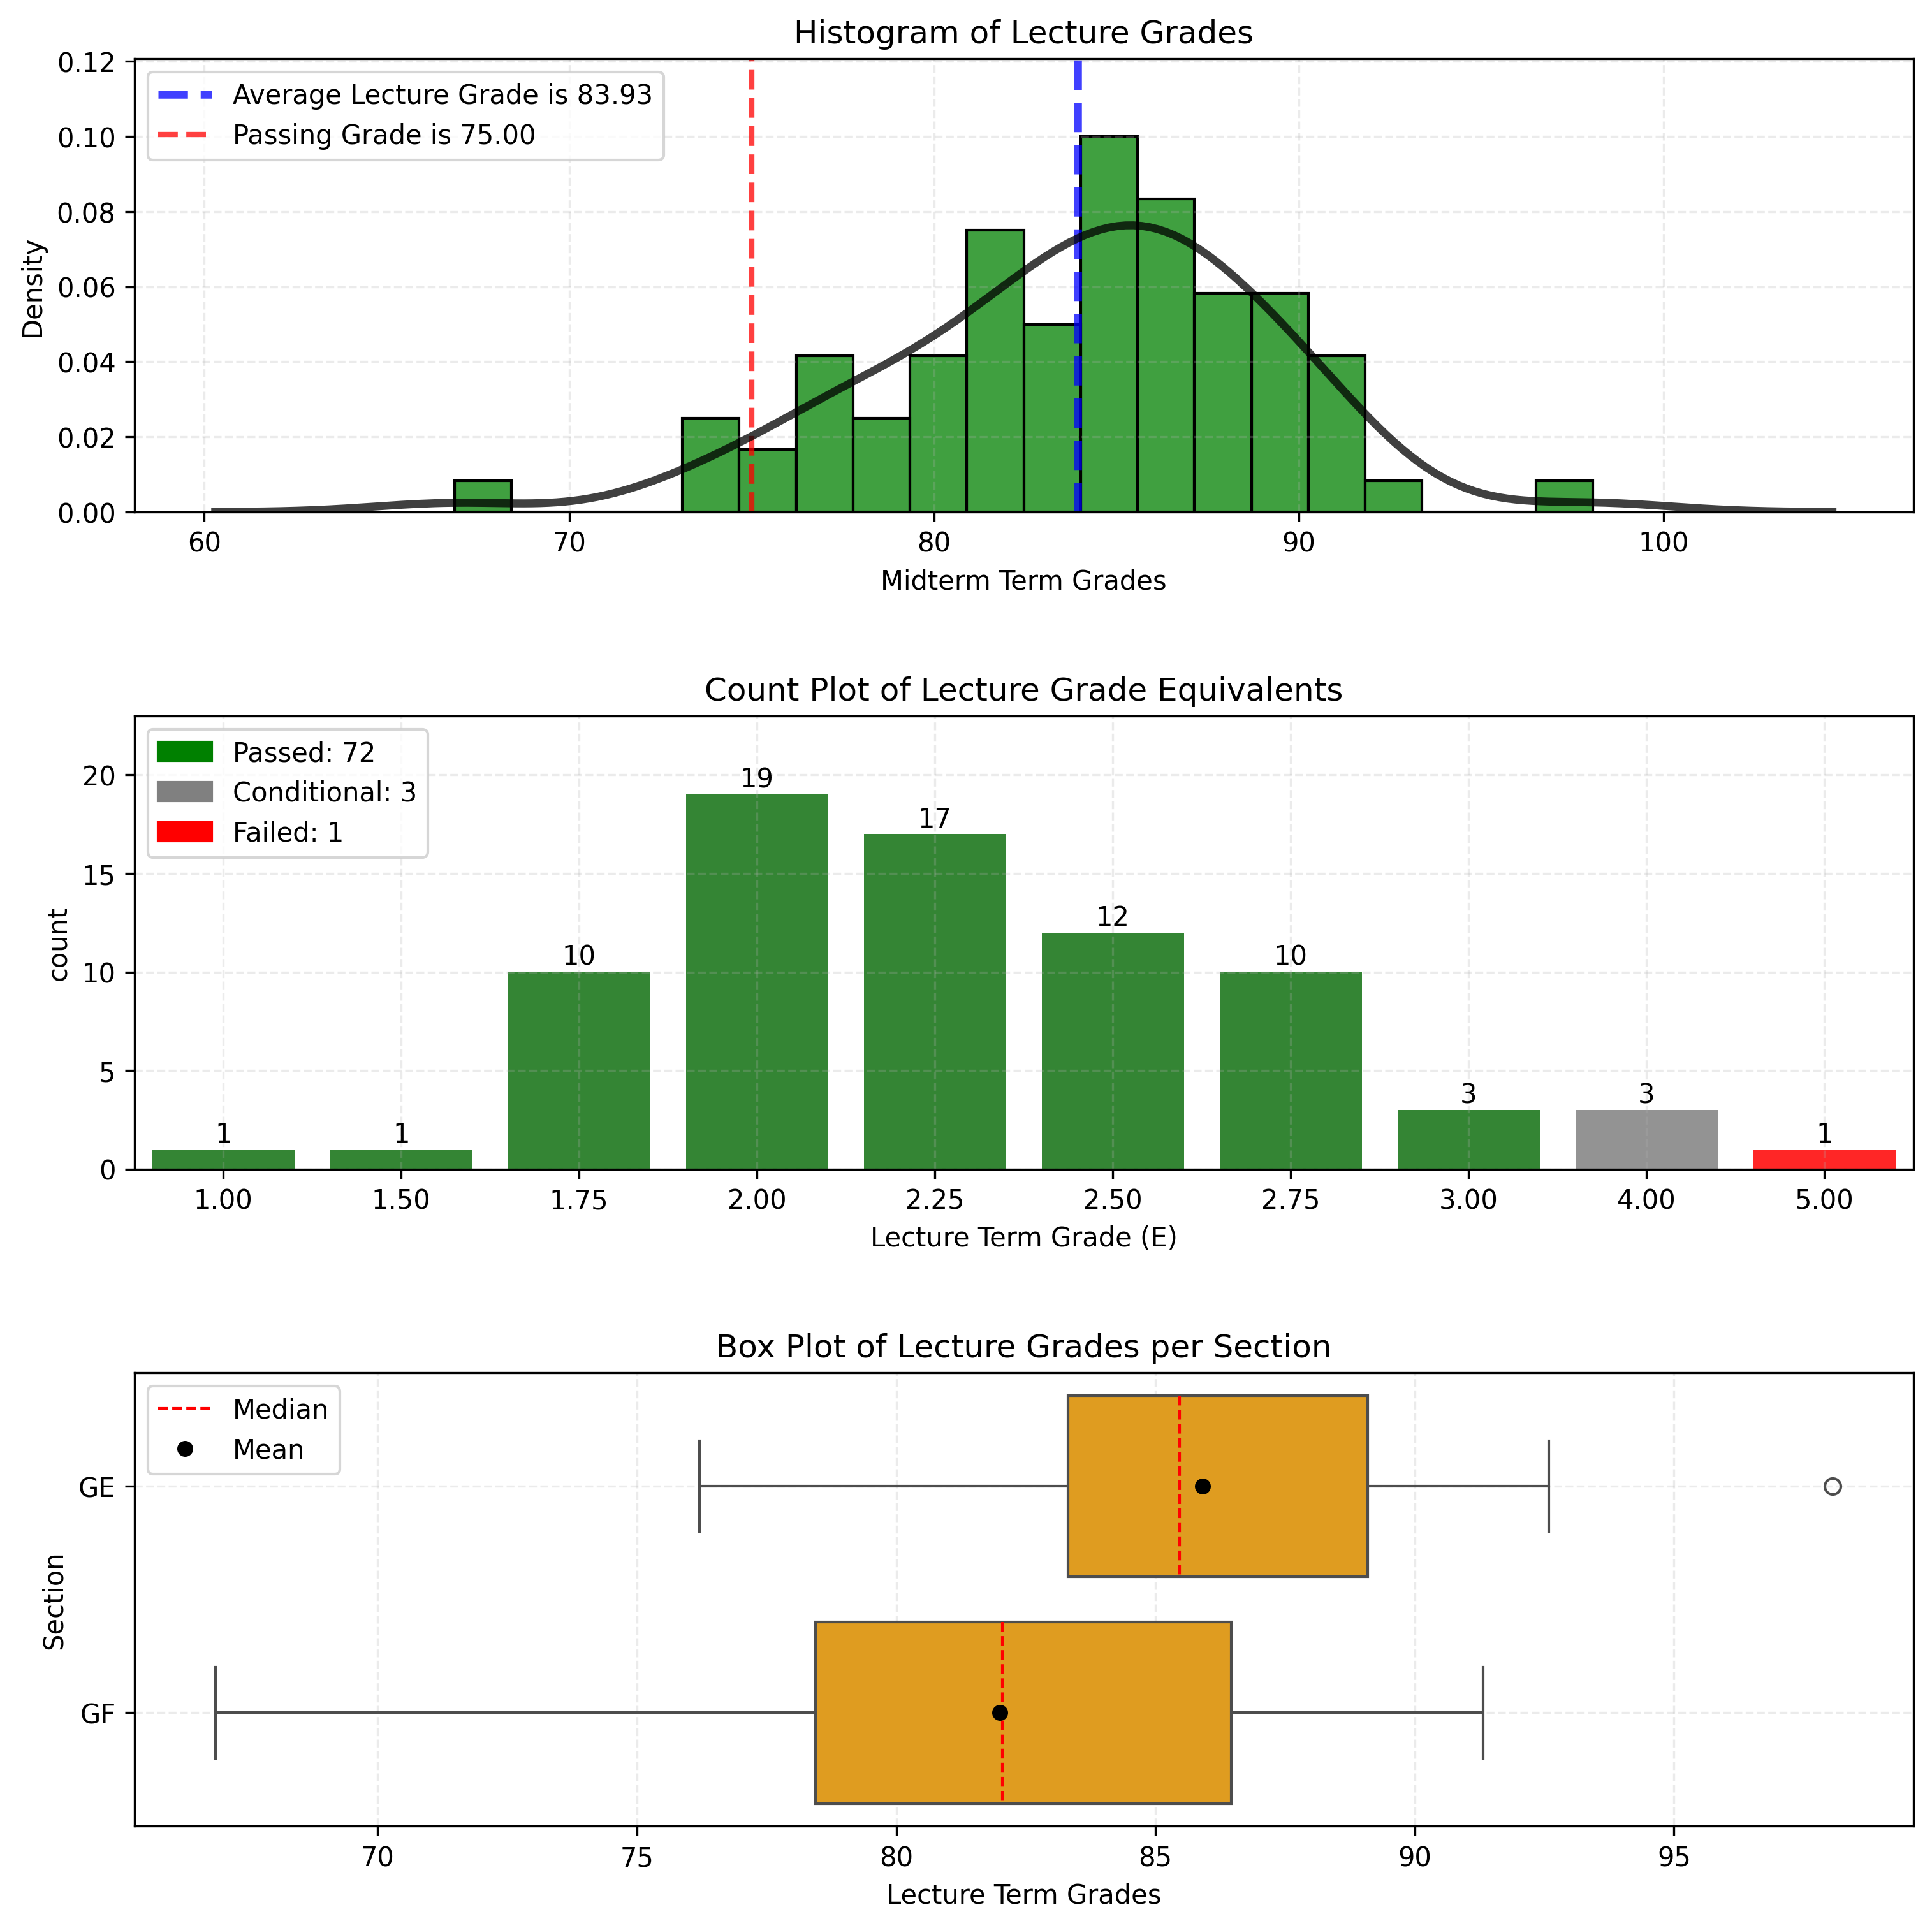 Histogram of Lecture Grades
Average Lecture Grade is 83.93
Passing Grade is 75.00
0.12
0.10
0.08
0.06
0.04
0.02
0.00
Density
60 70 80 90 100
Midterm Term Grades
Count Plot of Lecture Grade Equivalents
Passed: 72
Conditional: 3
Failed: 1
20
15
10
5
0
count
1 1 10 19 17 12 10 3 3 1
1.00 1.50 1.75 2.00 2.25 2.50 2.75 3.00 4.00 5.00
Lecture Term Grade (E)
Box Plot of Lecture Grades per Section
Median
Mean
GE
GF
Section
70 75 80 85 90 95
Lecture Term Grades